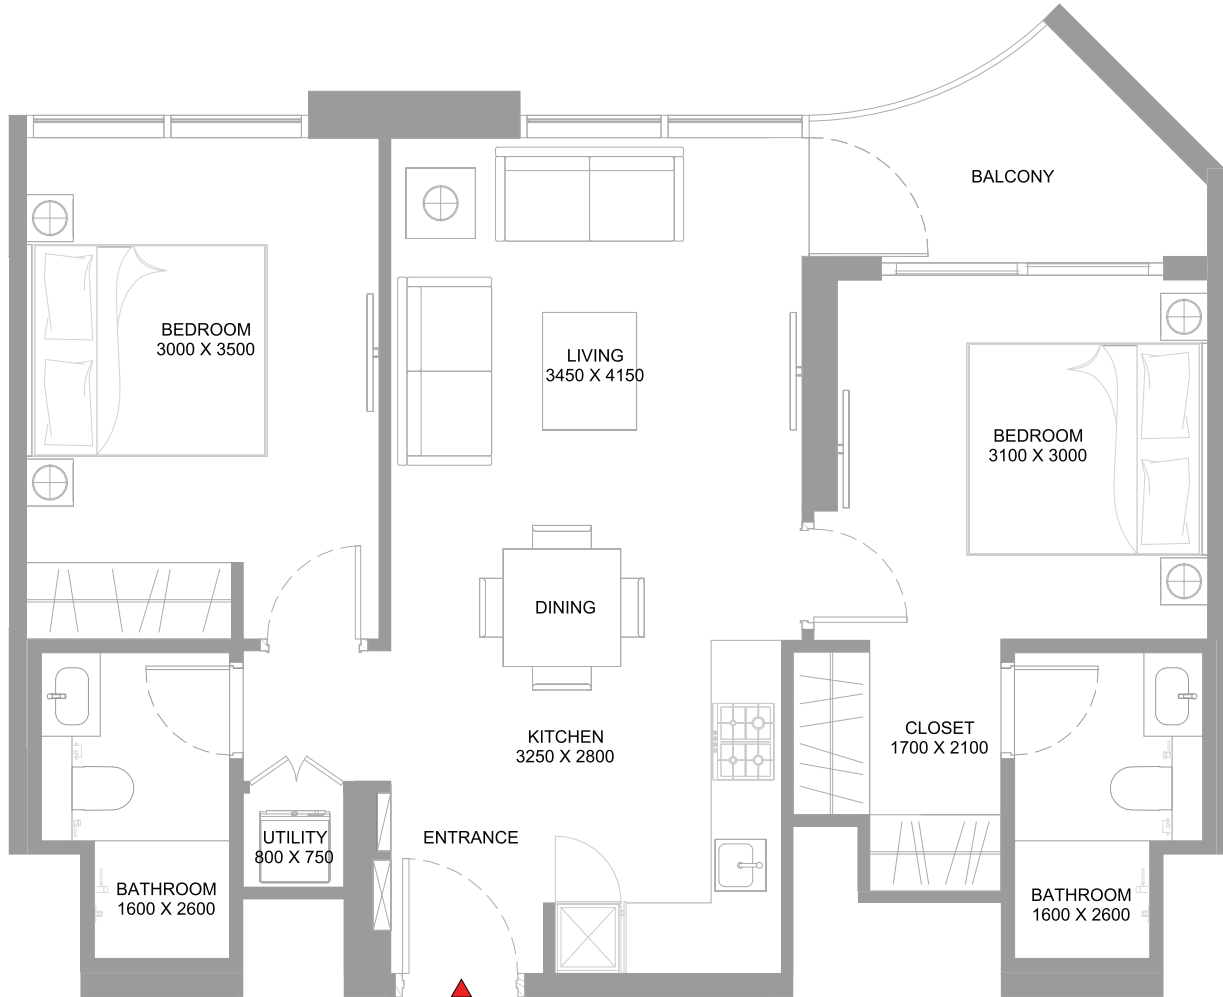 BALCONY
BEDROOM
3000 X 3500
LIVING
3450 X 4150
BEDROOM
3100 X 3000
DINING
KITCHEN
3250 X 2800
CLOSET
1700 X 2100
ENTRANCE
UTILITY
800 X 750
BATHROOM
1600 X 2600
BATHROOM
1600 X 2600